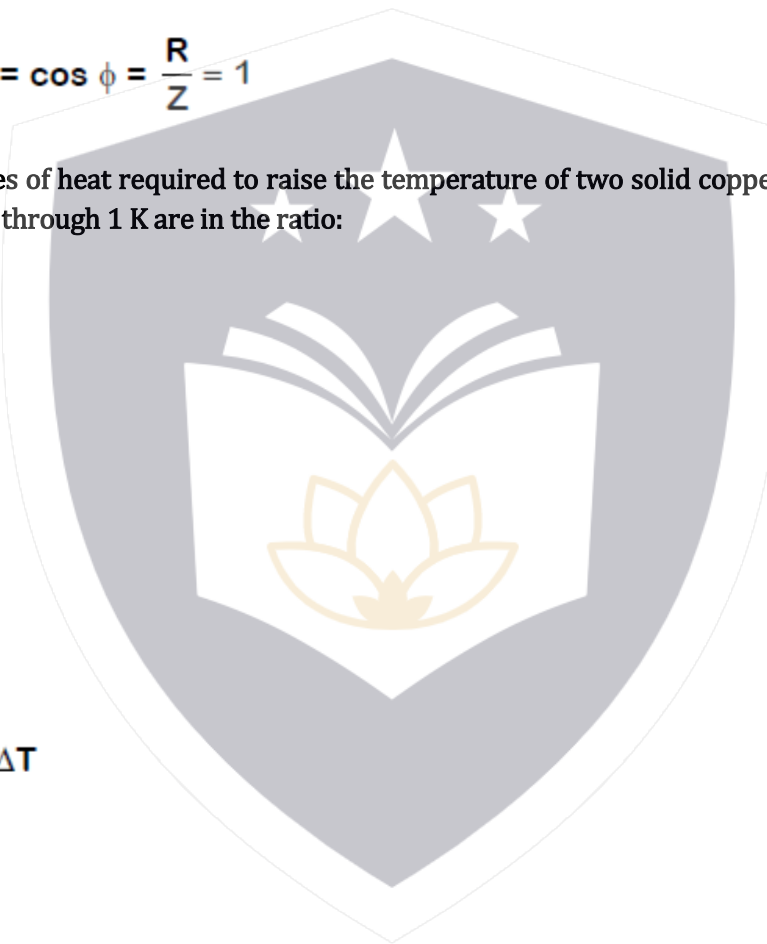 = cos ϕ = R/Z = 1
es of heat required to raise the temperature of two solid coppe
through 1 K are in the ratio:
ΔT